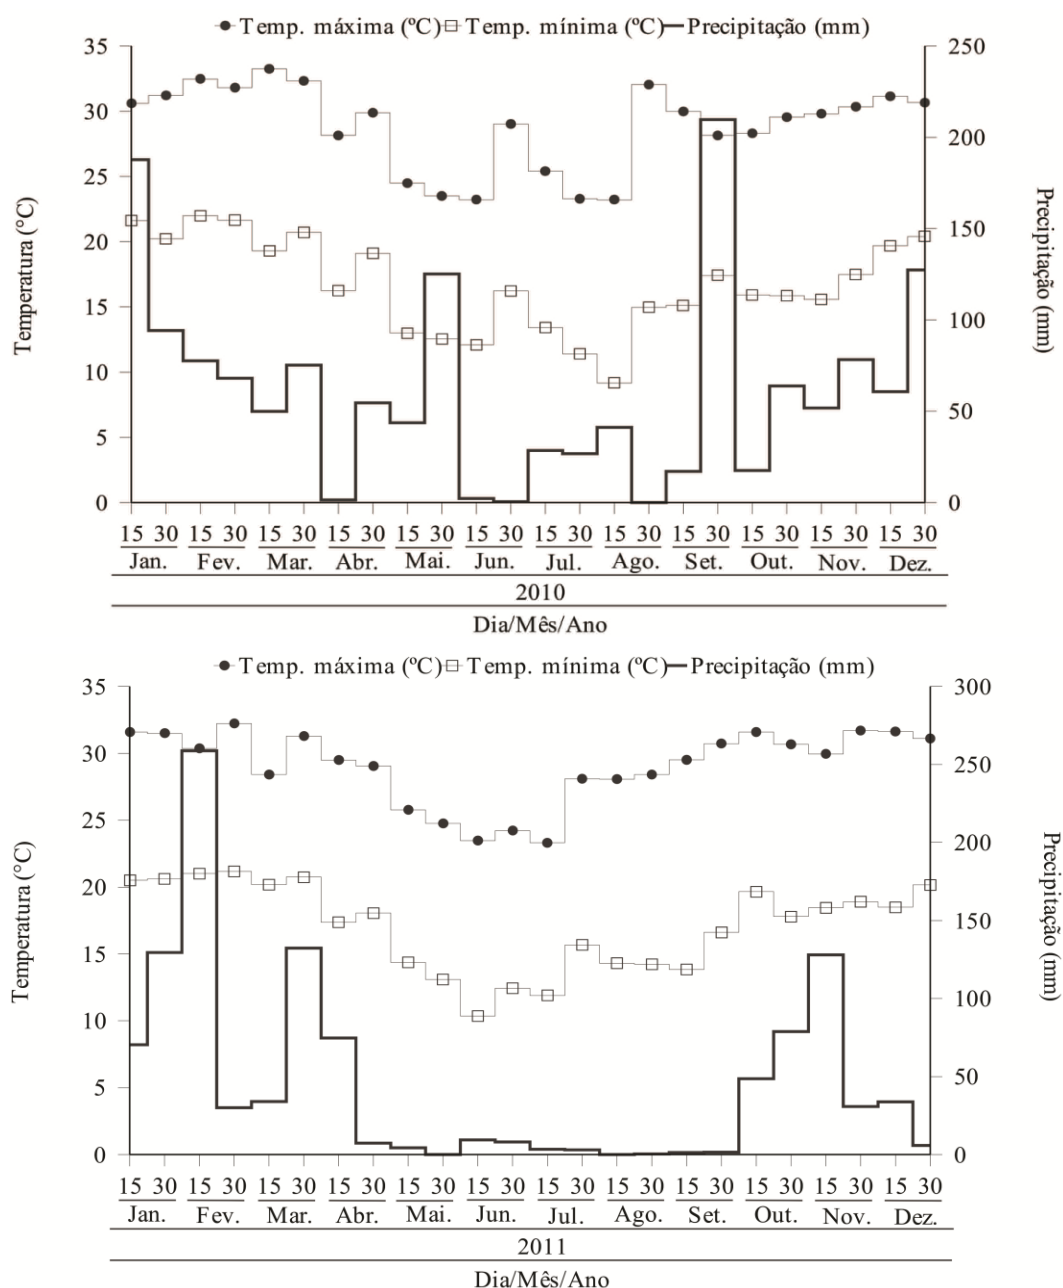 Temp. máxima (ºC) Temp. mínima (ºC) Precipitação (mm)
35 250
30 200
25
20 150
15 100
10
5 50
0 0
Temperatura (°C)
Precipitação (mm)
15 30 15 30 15 30 15 30 15 30 15 30 15 30 15 30 15 30 15 30 15 30 15 30
Jan. Fev. Mar. Abr. Mai. Jun. Jul. Ago. Set. Out. Nov. Dez.
2010
Dia/Mês/Ano
Temp. máxima (ºC) Temp. mínima (ºC) Precipitação (mm)
35 300
30 250
25 200
20 150
15
10 100
5 50
0 0
Temperatura (°C)
Precipitação (mm)
15 30 15 30 15 30 15 30 15 30 15 30 15 30 15 30 15 30 15 30 15 30 15 30
Jan. Fev. Mar. Abr. Mai. Jun. Jul. Ago. Set. Out. Nov. Dez.
2011
Dia/Mês/Ano